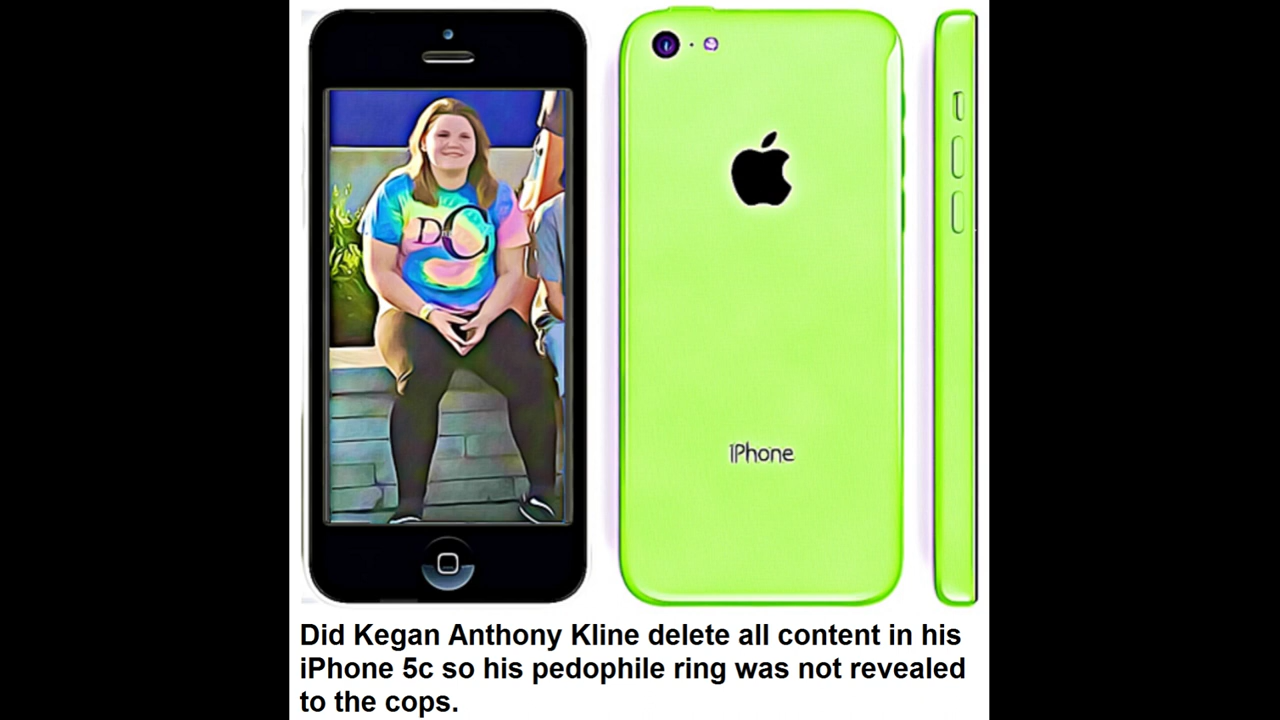 DC
iPhone
Did Kegan Anthony Kline delete all content in his
iPhone 5c so his pedophile ring was not revealed
to the cops.